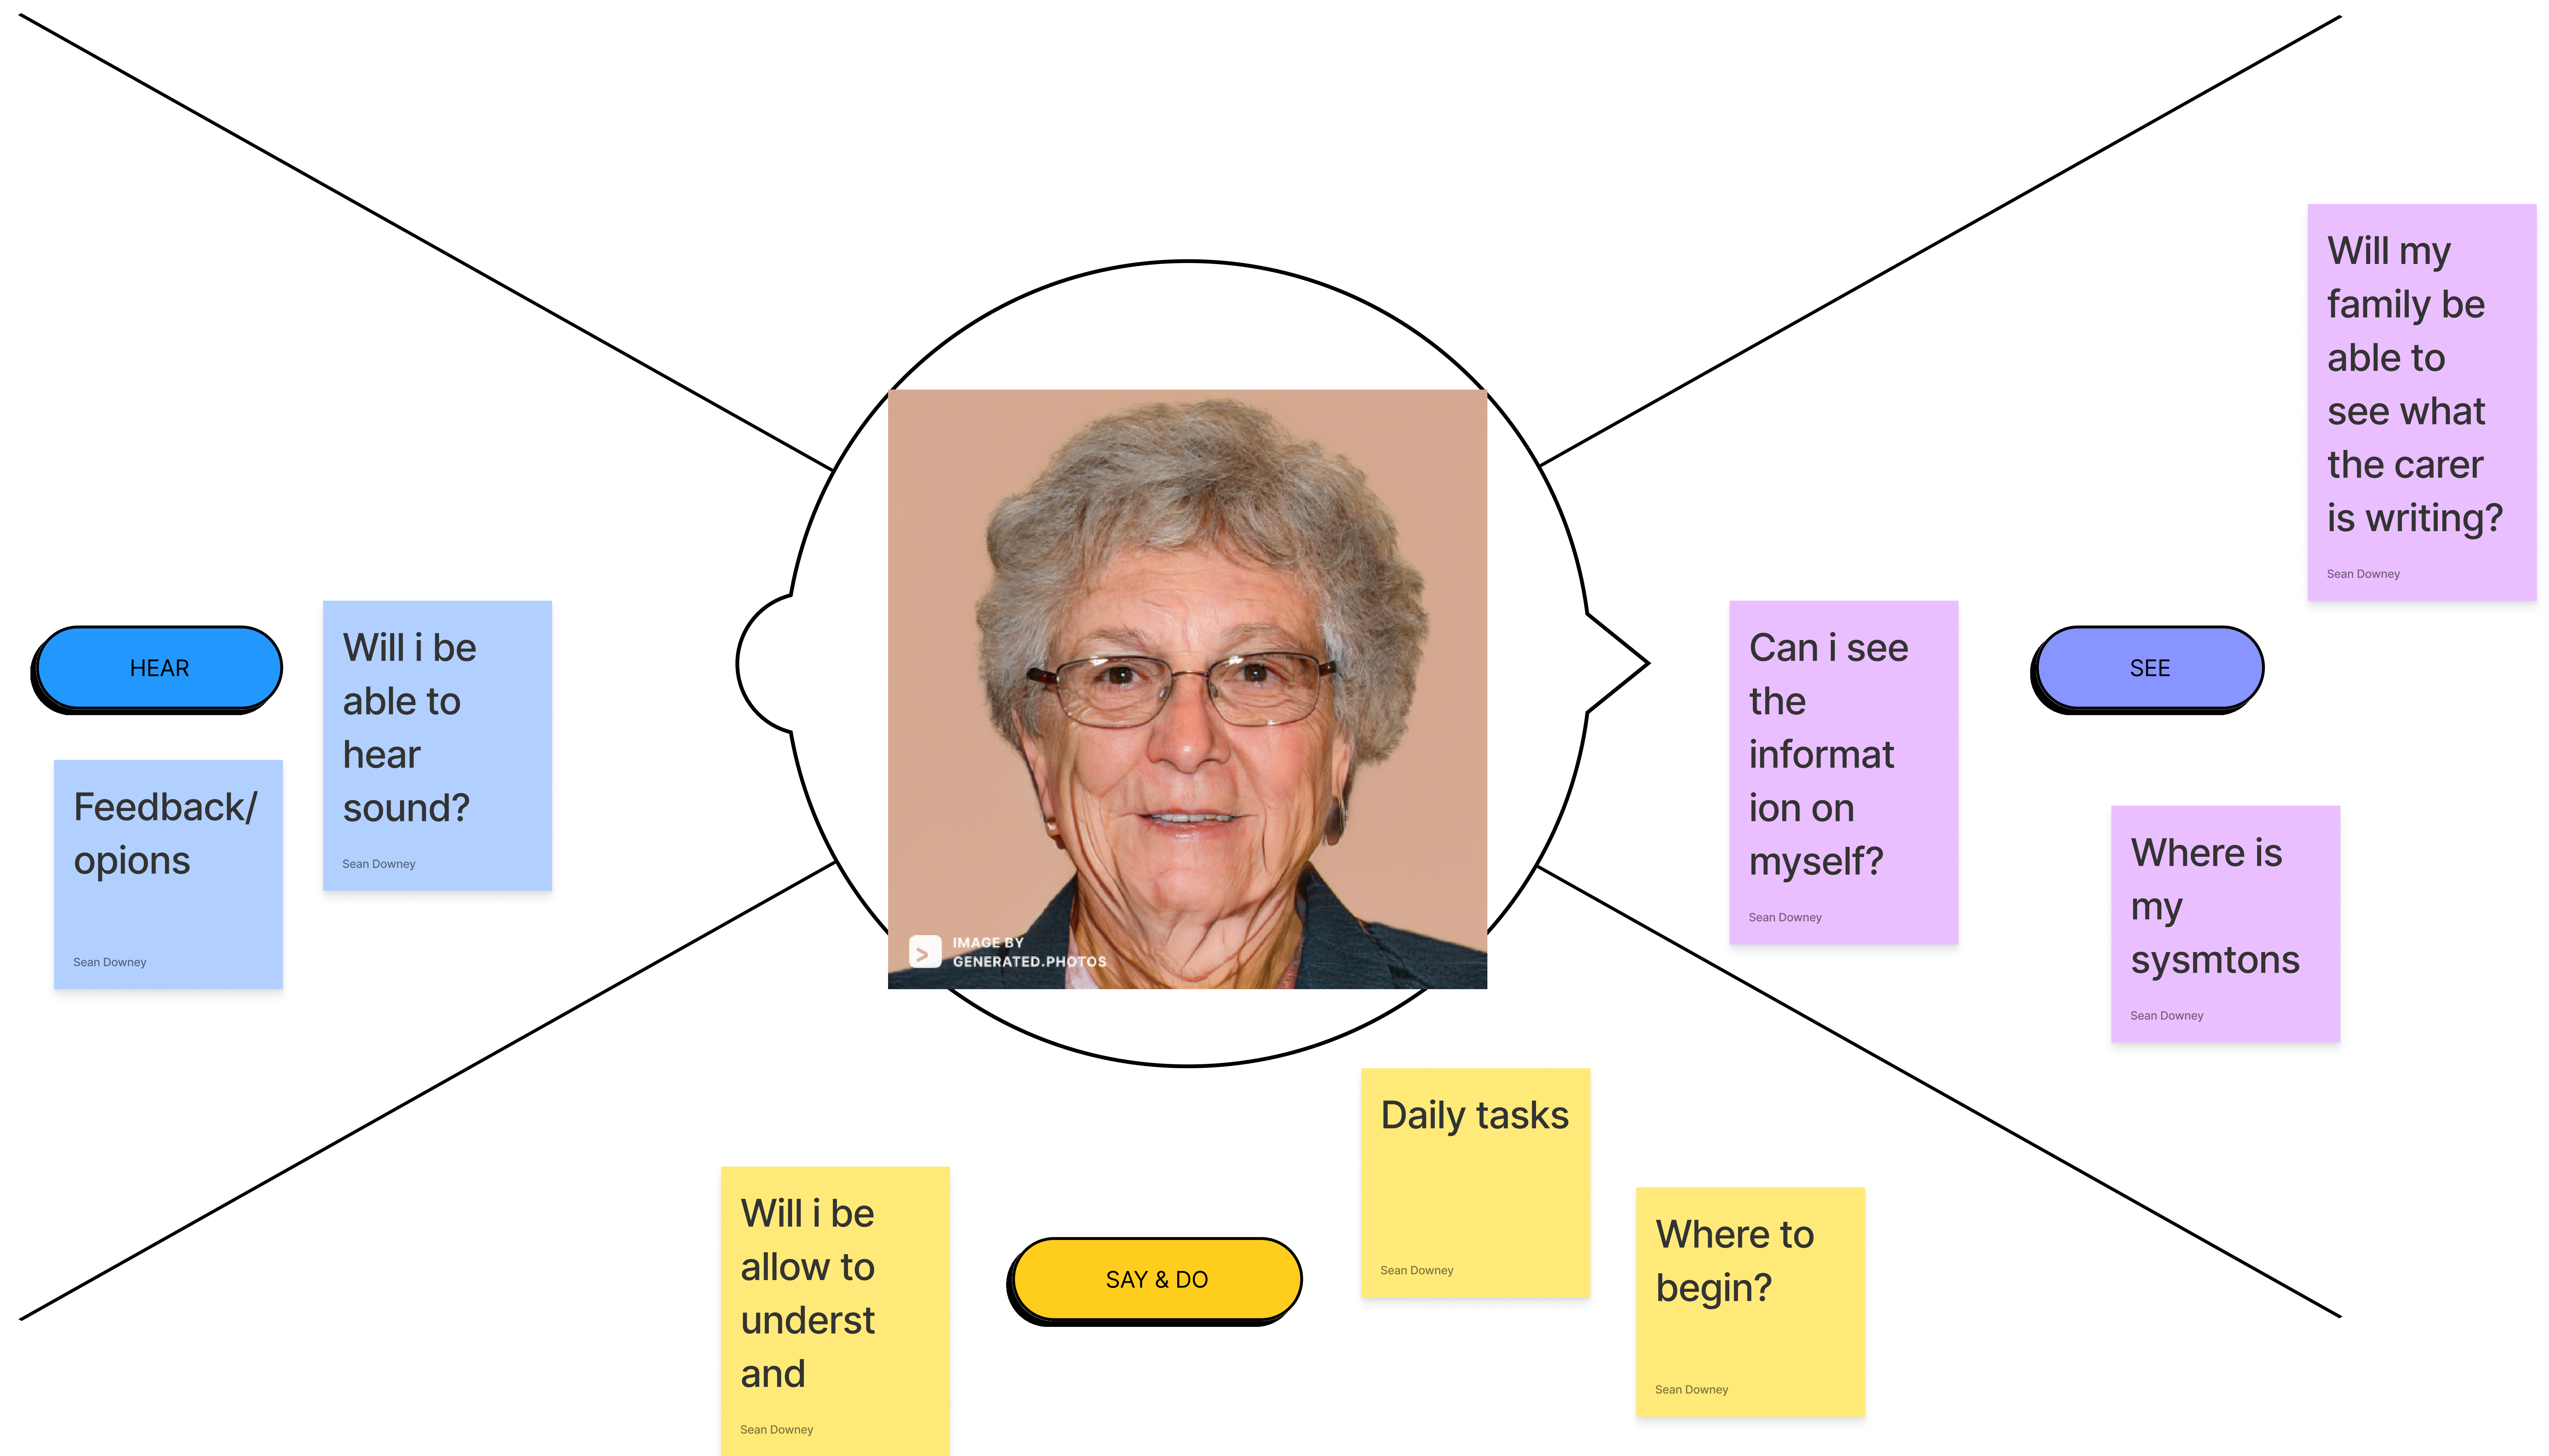 HEAR
Will i be
able to
hear
sound?
Sean Downey
Feedback/
opions
Sean Downey
IMAGE BY
GENERATED.PHOTOS
Can i see
the
informat
ion on
myself?
Sean Downey
SEE
Will my
family be
able to
see what
the carer
is writing?
Sean Downey
Where is
my
sysmtons
Sean Downey
Will i be
allow to
underst
and
Sean Downey
SAY & DO
Daily tasks
Sean Downey
Where to
begin?
Sean Downey